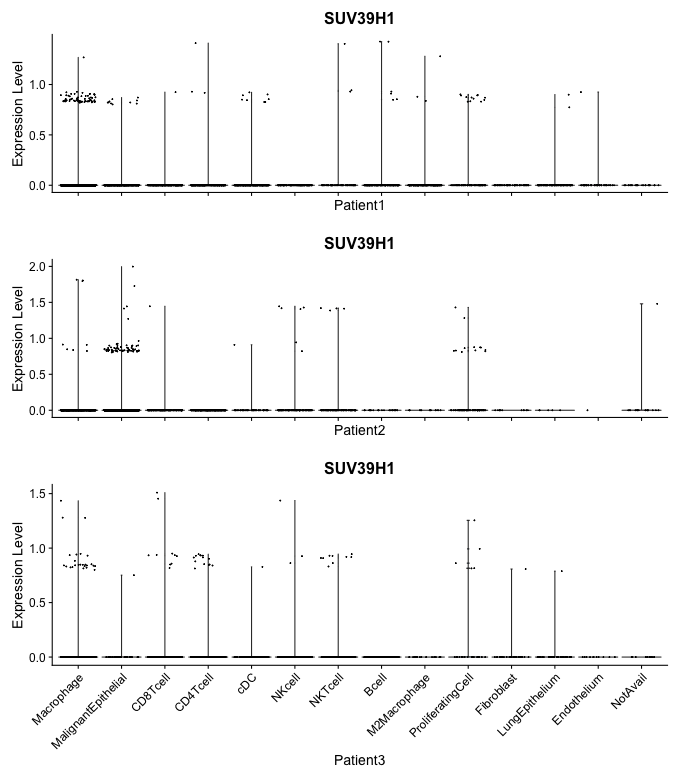 SUV39H1
Expression Level
1.0
0.5
0.0
Patient1
SUV39H1
Expression Level
2.0
1.5
1.0
0.5
0.0
Patient2
SUV39H1
Expression Level
1.5
1.0
0.5
0.0
Macrophage
MalignantEpithelial
CD8Tcell
CD4Tcell
cDC
NKcell
NKTcell
Bcell
M2Macrophage
ProliferatingCell
Fibroblast
LungEpithelium
Endothelium
NotAvail
Patient3